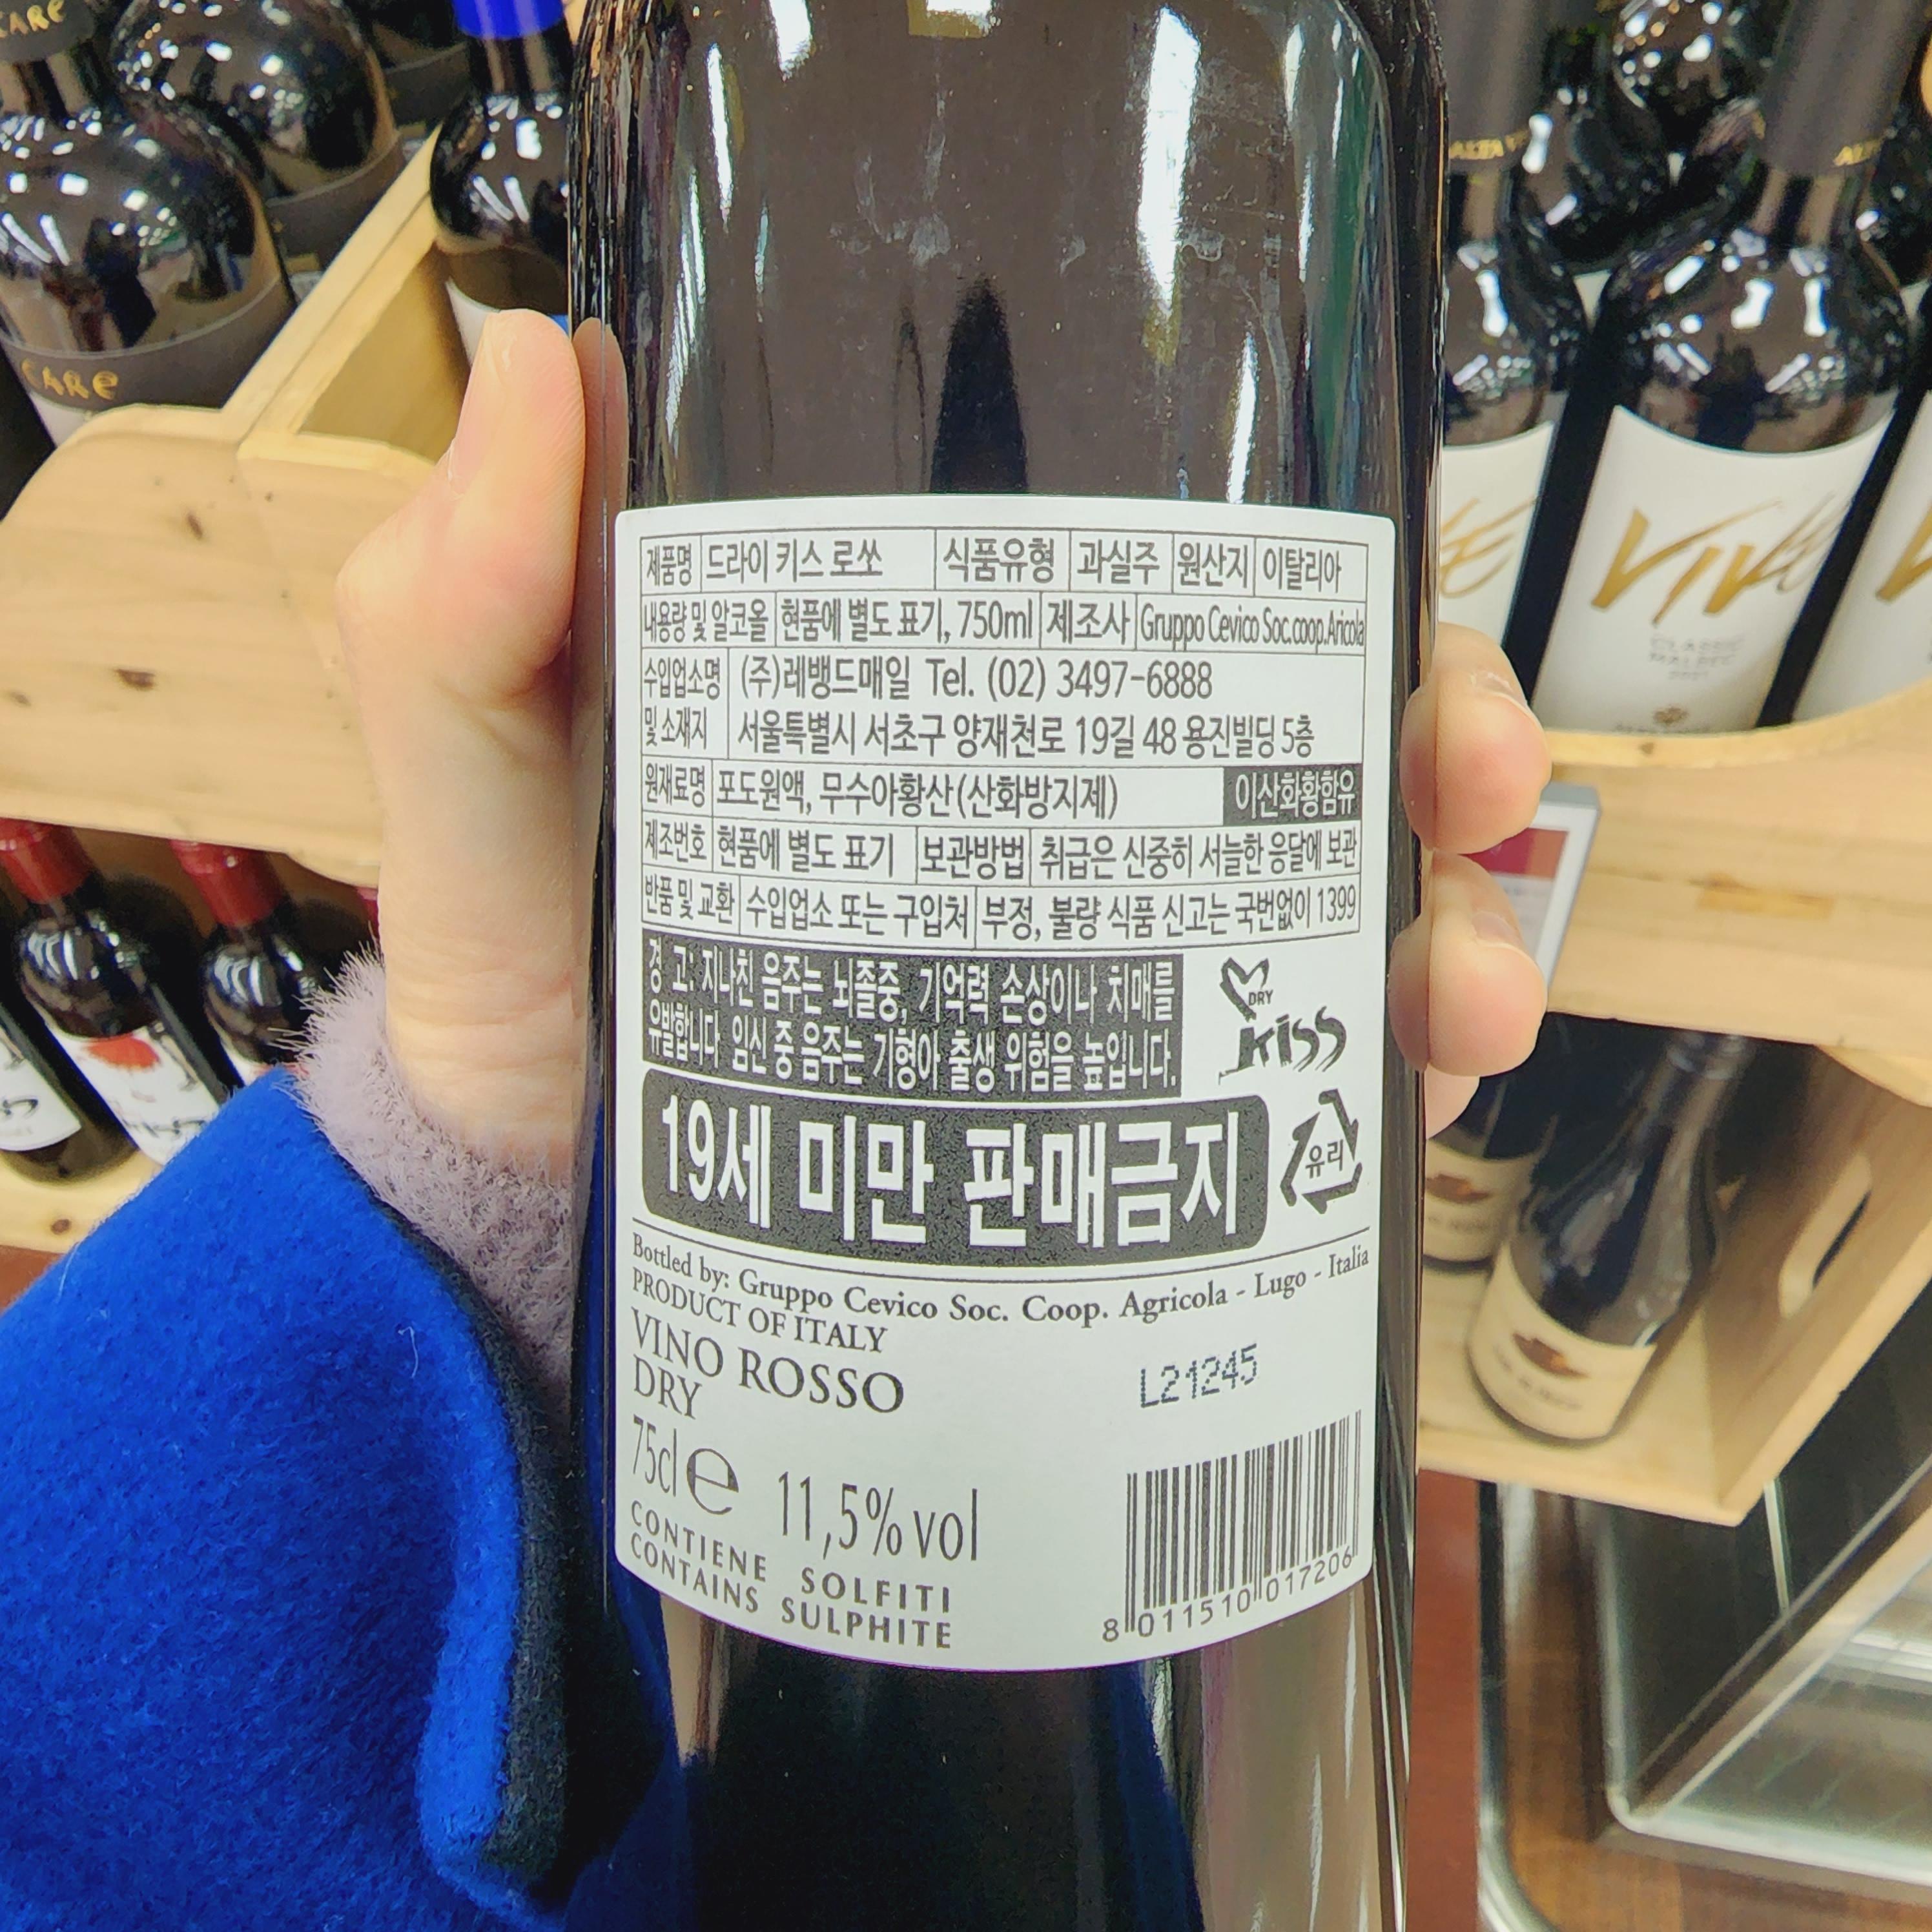 CARE
CARE
ALTA V
VIVE
CLASSIC
MALBEC
제품명 드라이 키스 로쏘 식품유형 과실주 원산지 이탈리아
내용량 및 알코올 현품에 별도 표기, 750ml 제조사 Gruppo Cevico Soc.coop.Aricola
수입업소명 및 소재지 (주)레뱅드매일 Tel. (02) 3497-6888
서울특별시 서초구 양재천로 19길 48 용진빌딩 5층
원재료명 포도원액, 무수아황산(산화방지제) 이산화황함유
제조번호 현품에 별도 표기 보관방법 취급은 신중히 서늘한 응달에 보관
반품 및 교환 수입업소 또는 구입처 부정, 불량 식품 신고는 국번없이 1399
경 고: 지나친 음주는 뇌졸중, 기억력 손상이나 치매를
유발합니다 임신 중 음주는 기형아 출생 위험을 높입니다.
DRY
kiss
19세 미만 판매금지
유리
Bottled by: Gruppo Cevico Soc. Coop. Agricola - Lugo - Italia
PRODUCT OF ITALY
VINO ROSSO
DRY
L21245
75cl e 11,5% vol
CONTIENE SOLFITI
CONTAINS SULPHITE
8 011510 017206